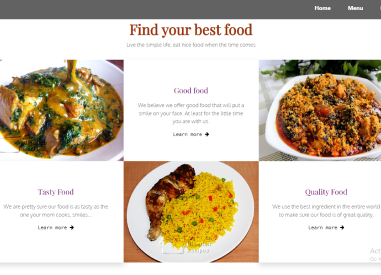 Home Menu
Find your best food
Live the simple life, eat nice food when the time comes
Good food
We believe we offer good food that will put a
smile on your face. At least for the little time
you are with us
Learn more →
Tasty Food
We are pretty sure our food is as tasty as the
one your mom cooks, smiles...
Learn more →
Quality Food
We use the best ingredient in the entire world
to make sure our food is of great quality.
Learn more →